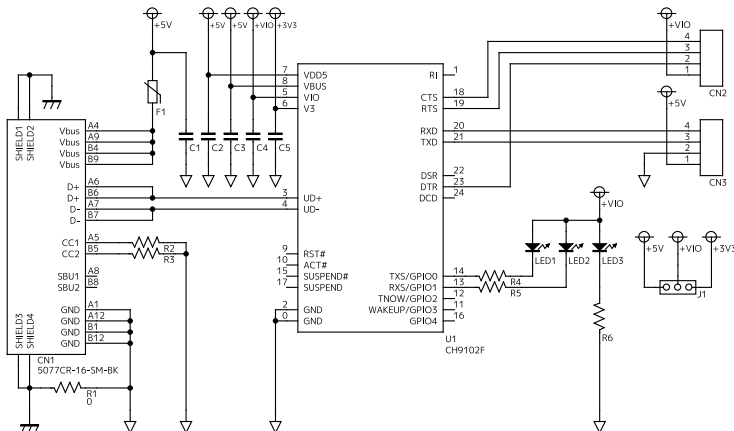 +5V
+5V
+5V
+VIO
+3V3
+VIO
SHIELD1
SHIELD2
F1
7
VDD5
8
VBUS
5
VIO
6
V3
RI
1
CTS
18
RTS
19
4
3
2
1
CN2
+5V
A4
Vbus
A9
Vbus
B4
Vbus
B9
Vbus
C1
C2
C3
C4
C5
RXD
20
TXD
21
4
3
2
1
CN3
A6
D+
B6
D+
A7
D-
B7
D-
3
UD+
4
UD-
DSR
22
DTR
23
DCD
24
+VIO
A5
CC1
B5
CC2
R2
R3
9
RST#
10
ACT#
15
SUSPEND#
17
SUSPEND
LED1
LED2
LED3
+5V
+VIO
+3V3
J1
A8
SBU1
B8
SBU2
TXS/GPIO0
14
RXS/GPIO1
13
TNOW/GPIO2
12
WAKEUP/GPIO3
11
GPIO4
16
R4
R5
A1
GND
A12
GND
B1
GND
B12
GND
2
GND
0
GND
SHIELD3
SHIELD4
R6
U1
CH9102F
CN1
5077CR-16-SM-BK
R1
0